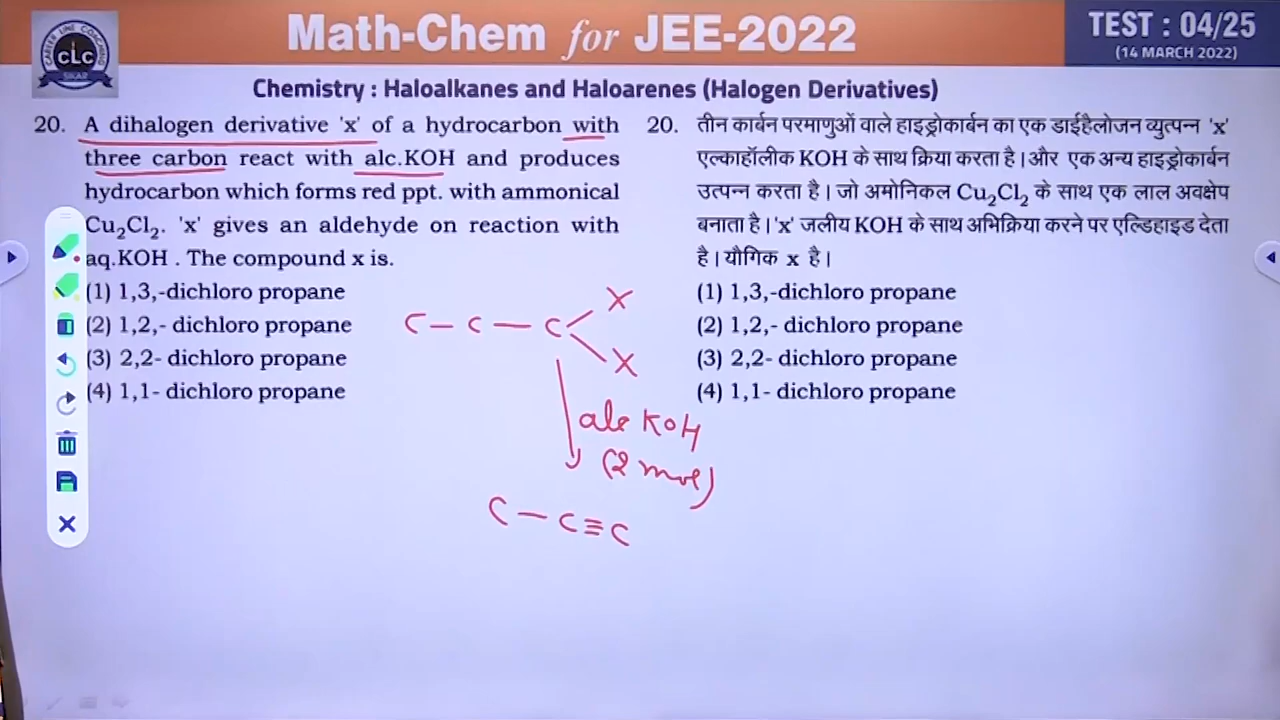 CAREER LINE COACHING
CLC
SIKAR
Math-Chem for JEE-2022
TEST : 04/25
(14 MARCH 2022)
Chemistry : Haloalkanes and Haloarenes (Halogen Derivatives)
20. A dihalogen derivative 'x' of a hydrocarbon with
three carbon react with alc.KOH and produces
hydrocarbon which forms red ppt. with ammonical
Cu₂Cl₂. 'x' gives an aldehyde on reaction with
aq.KOH . The compound x is.
(1) 1,3,-dichloro propane
(2) 1,2,- dichloro propane
(3) 2,2- dichloro propane
(4) 1,1- dichloro propane
20. तीन कार्बन परमाणुओं वाले हाइड्रोकार्बन का एक डाईहैलोजन व्युत्पन्न 'x'
एल्काहॉलीक KOH के साथ क्रिया करता है। और एक अन्य हाइड्रोकार्बन
उत्पन्न करता है। जो अमोनिकल Cu₂Cl₂ के साथ एक लाल अवक्षेप
बनाता है। 'x' जलीय KOH के साथ अभिक्रिया करने पर एल्डिहाइड देता
है। यौगिक x है।
(1) 1,3,-dichloro propane
(2) 1,2,- dichloro propane
(3) 2,2- dichloro propane
(4) 1,1- dichloro propane
X
C – C – C
X
alc KOH
(2 mol)
C – C≡C